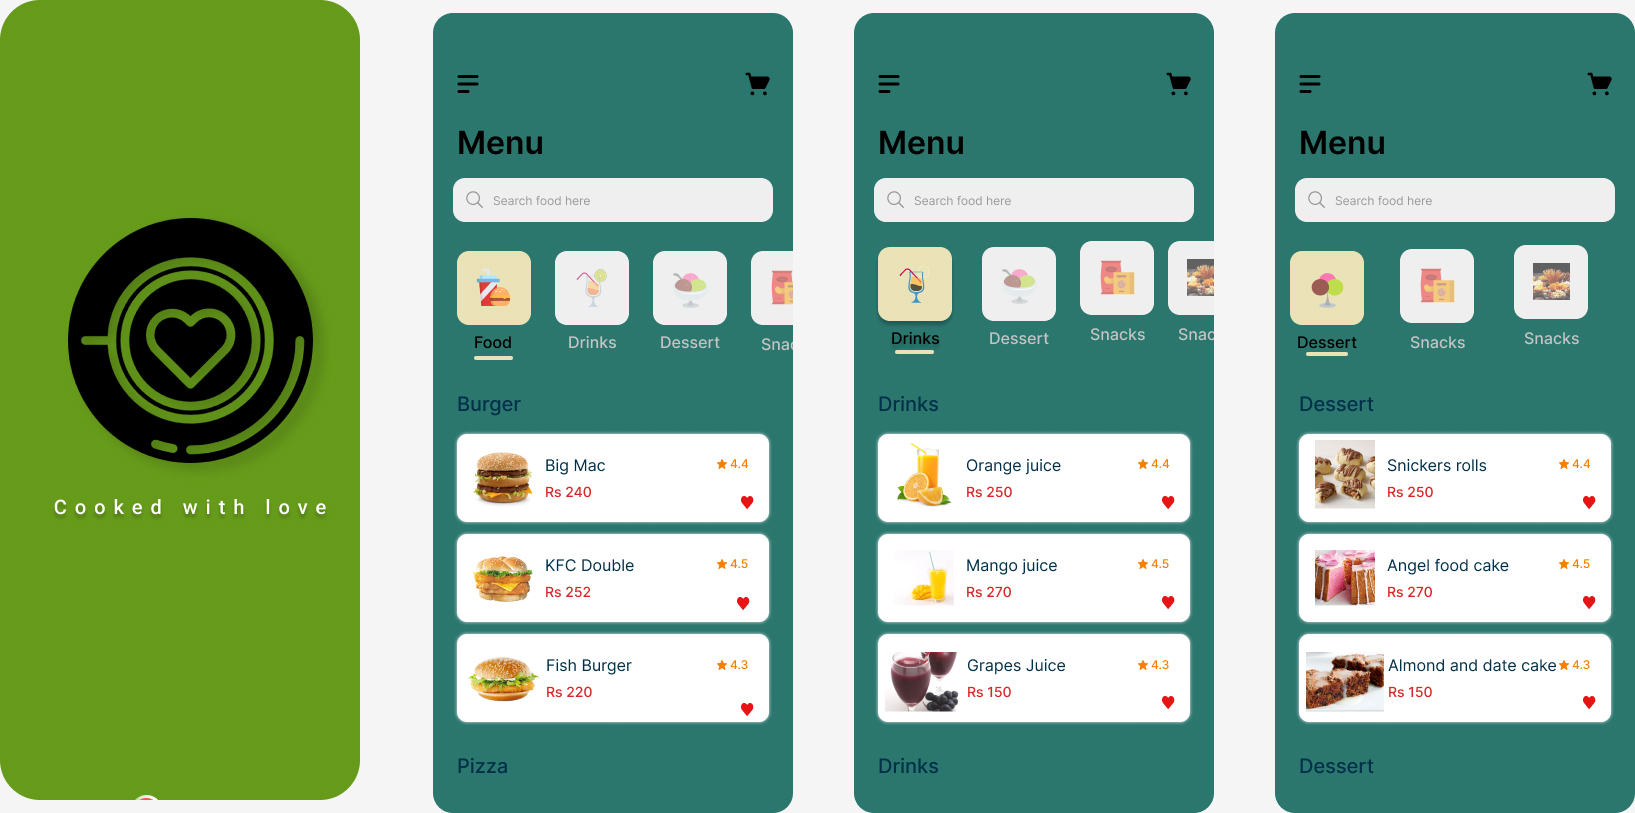 Cooked with love
Menu
Search food here
Food
Drinks
Dessert
Snac
Burger
Big Mac
4.4
Rs 240
KFC Double
4.5
Rs 252
Fish Burger
4.3
Rs 220
Pizza
Menu
Search food here
Drinks
Dessert
Snacks
Snac
Drinks
Orange juice
4.4
Rs 250
Mango juice
4.5
Rs 270
Grapes Juice
4.3
Rs 150
Drinks
Menu
Search food here
Dessert
Snacks
Snacks
Dessert
Snickers rolls
4.4
Rs 250
Angel food cake
4.5
Rs 270
Almond and date cake
4.3
Rs 150
Dessert